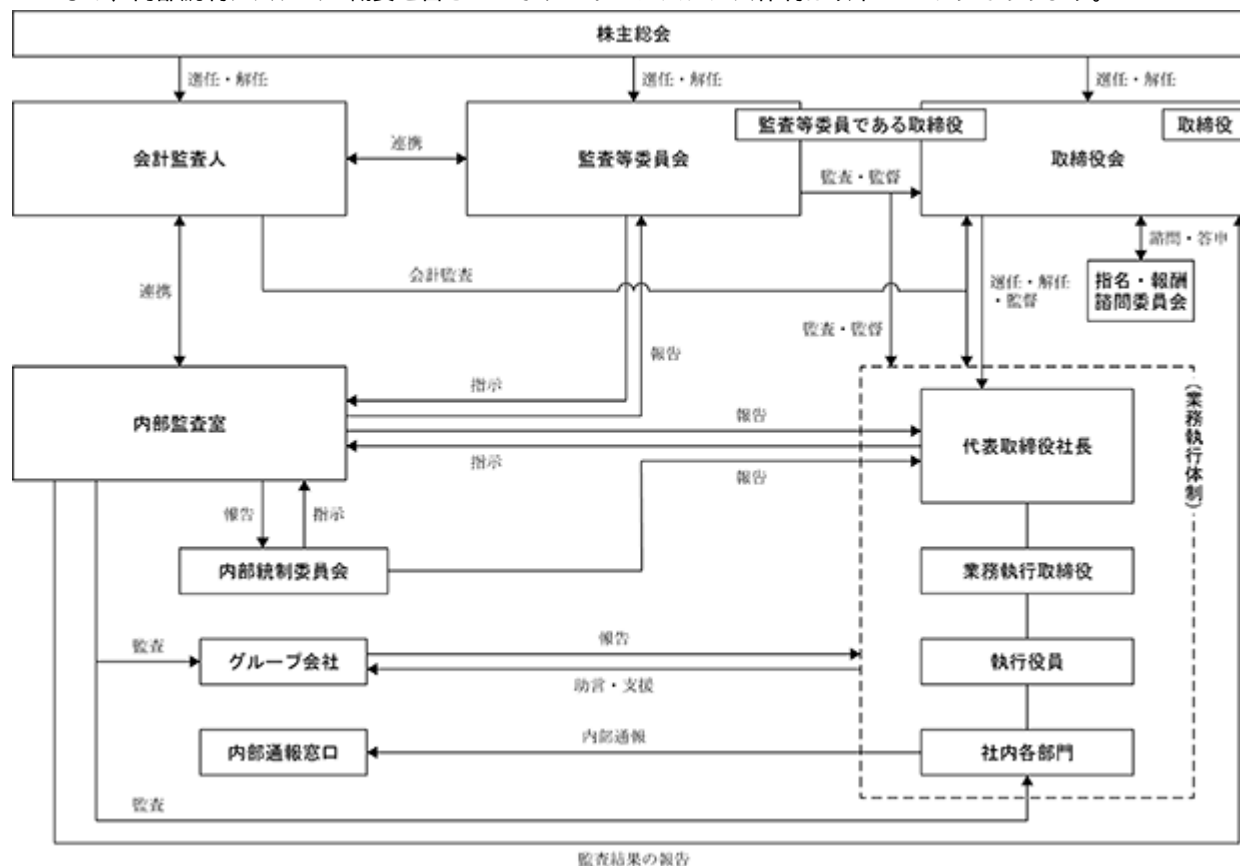 株主総会
選任・解任
選任・解任
選任・解任
監査等委員である取締役
取締役
会計監査人
連携
監査等委員会
取締役会
監査・監督
諮問・答申
会計監査
選任・解任
・監督
指名・報酬
諮問委員会
連携
監査・監督
報告
指示
(業務執行体制)
内部監査室
報告
代表取締役社長
指示
報告
報告
指示
内部統制委員会
業務執行取締役
監査
グループ会社
報告
執行役員
助言・支援
内部通報窓口
内部通報
社内各部門
監査
監査結果の報告